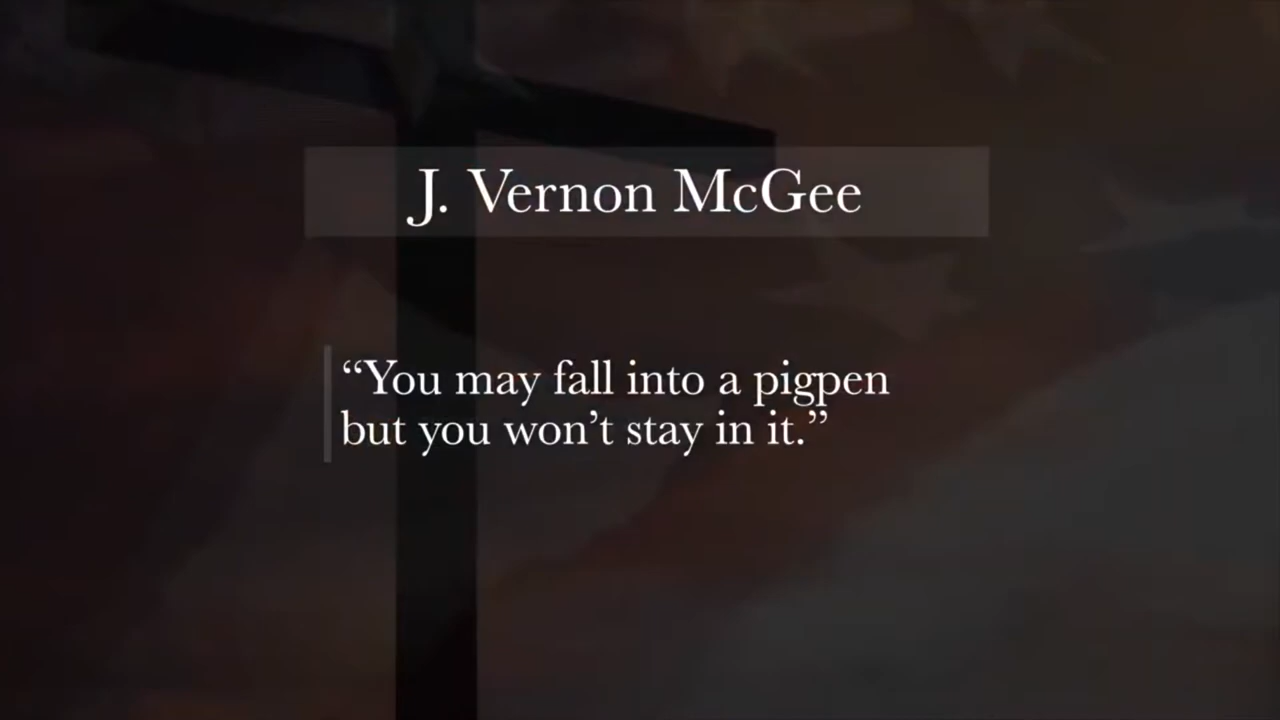 J. Vernon McGee
“You may fall into a pigpen
but you won’t stay in it.”